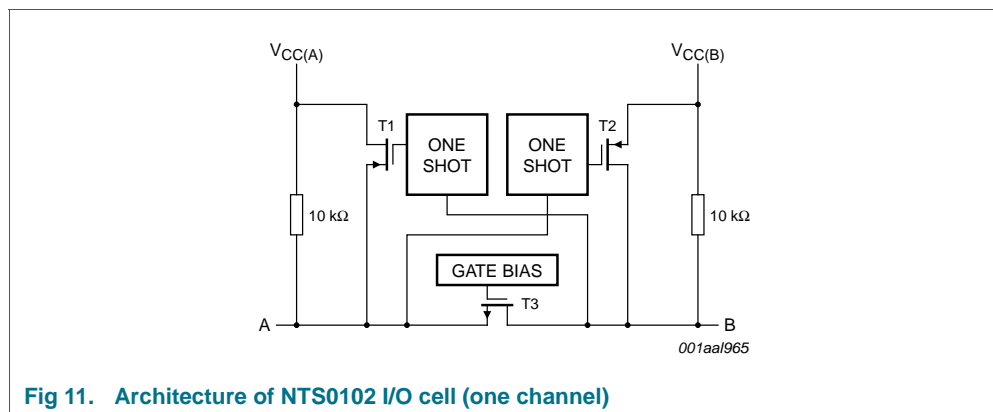 VCC(A)
VCC(B)
T1
ONE
SHOT
ONE
SHOT
T2
10 kΩ
10 kΩ
GATE BIAS
T3
A
B
001aal965
Fig 11. Architecture of NTS0102 I/O cell (one channel)